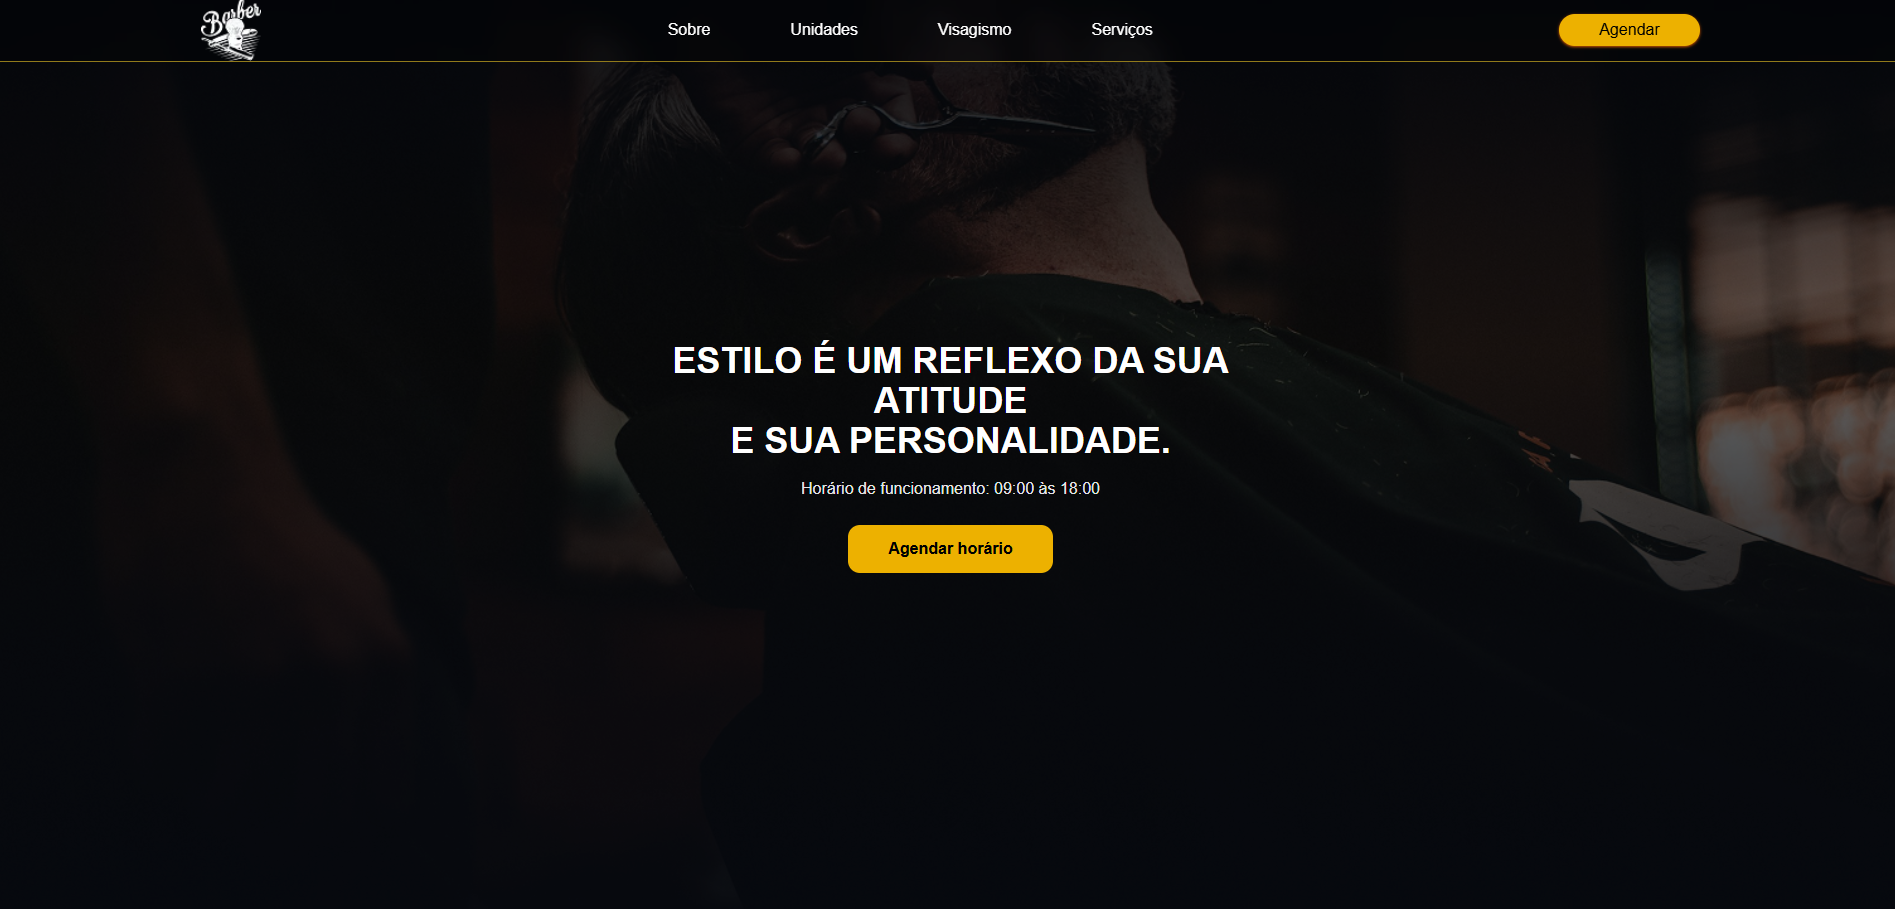 Barber
Sobre
Unidades
Visagismo
Serviços
Agendar
ESTILO É UM REFLEXO DA SUA
ATITUDE
E SUA PERSONALIDADE.
Horário de funcionamento: 09:00 às 18:00
Agendar horário